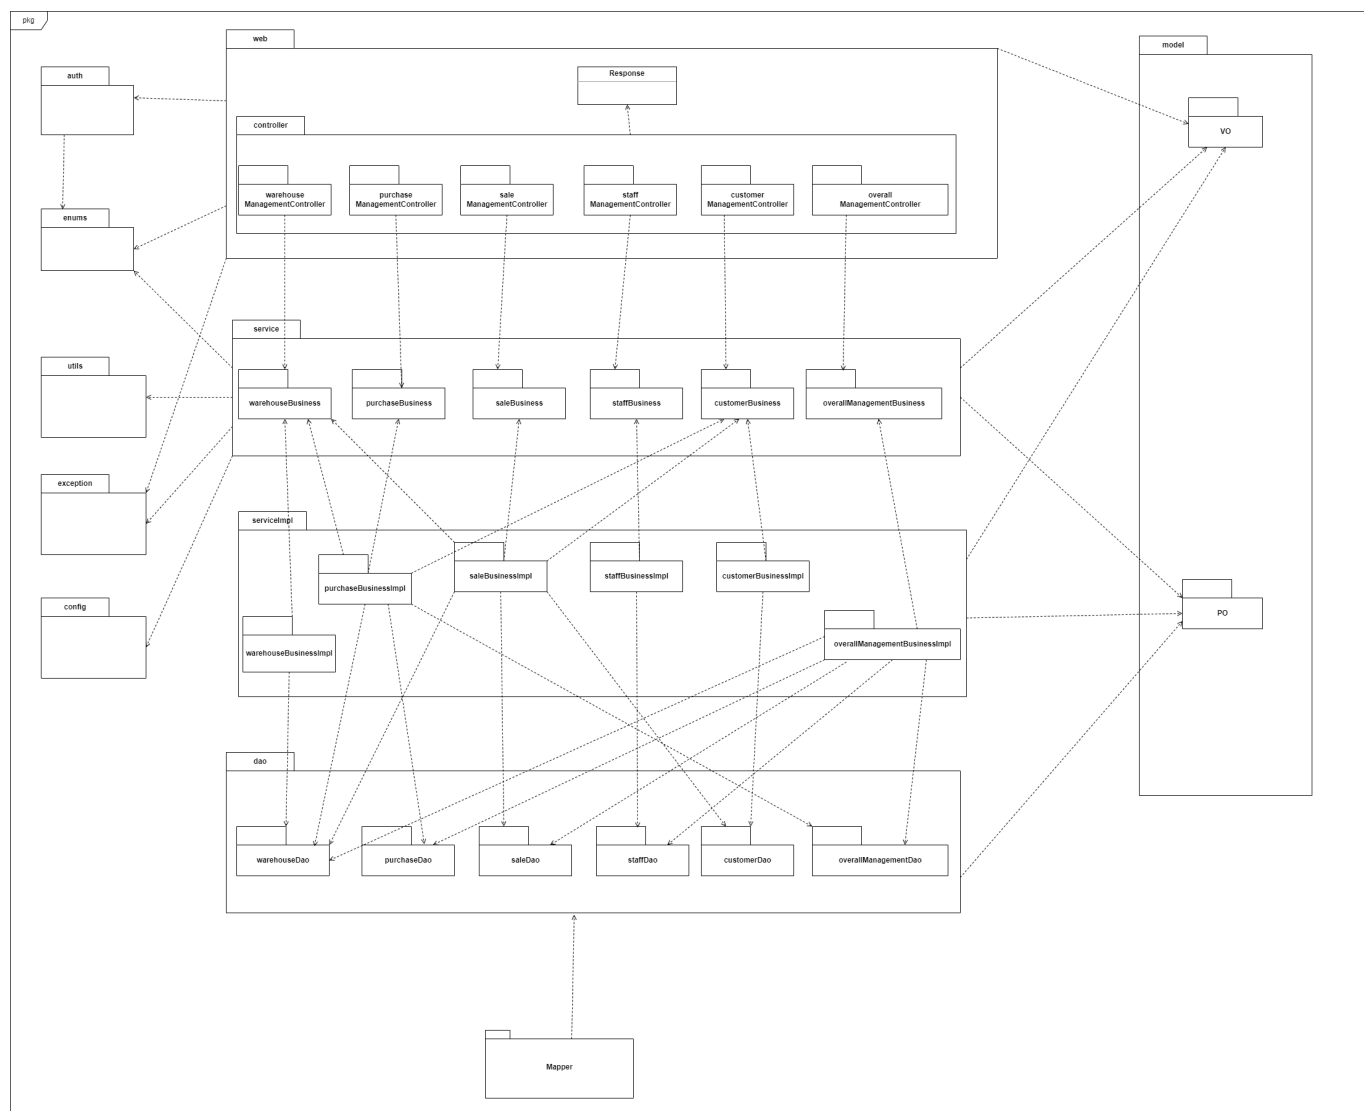 pkg
web
model
auth
Response
VO
controller
warehouse
ManagementController
purchase
ManagementController
sale
ManagementController
staff
ManagementController
customer
ManagementController
overall
ManagementController
enums
service
utils
warehouseBusiness
purchaseBusiness
saleBusiness
staffBusiness
customerBusiness
overallManagementBusiness
exception
serviceImpl
purchaseBusinessImpl
saleBusinessImpl
staffBusinessImpl
customerBusinessImpl
config
PO
warehouseBusinessImpl
overallManagementBusinessImpl
dao
warehouseDao
purchaseDao
saleDao
staffDao
customerDao
overallManagementDao
Mapper